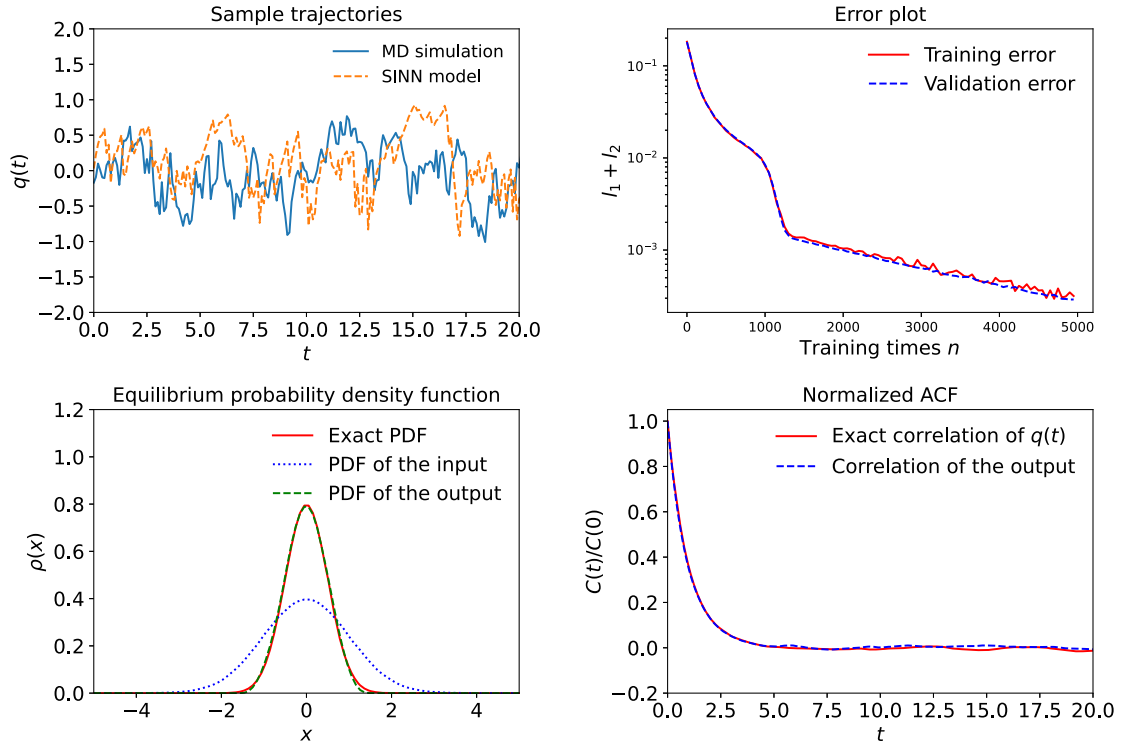 Sample trajectories
2.0
1.5
1.0
0.5
0.0
−0.5
−1.0
−1.5
−2.0
q(t)
MD simulation
SINN model
0.0 2.5 5.0 7.5 10.0 12.5 15.0 17.5 20.0
t
Error plot
10⁻¹
10⁻²
10⁻³
l₁ + l₂
Training error
Validation error
0 1000 2000 3000 4000 5000
Training times n
Equilibrium probability density function
1.2
1.0
0.8
0.6
0.4
0.2
0.0
ρ(x)
Exact PDF
PDF of the input
PDF of the output
−4 −2 0 2 4
x
Normalized ACF
1.0
0.8
0.6
0.4
0.2
0.0
−0.2
C(t)/C(0)
Exact correlation of q(t)
Correlation of the output
0.0 2.5 5.0 7.5 10.0 12.5 15.0 17.5 20.0
t